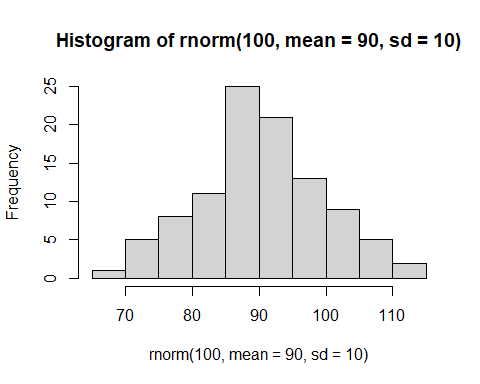 Histogram of rnorm(100, mean = 90, sd = 10)
Frequency
25
20
15
10
5
0
70 80 90 100 110
rnorm(100, mean = 90, sd = 10)